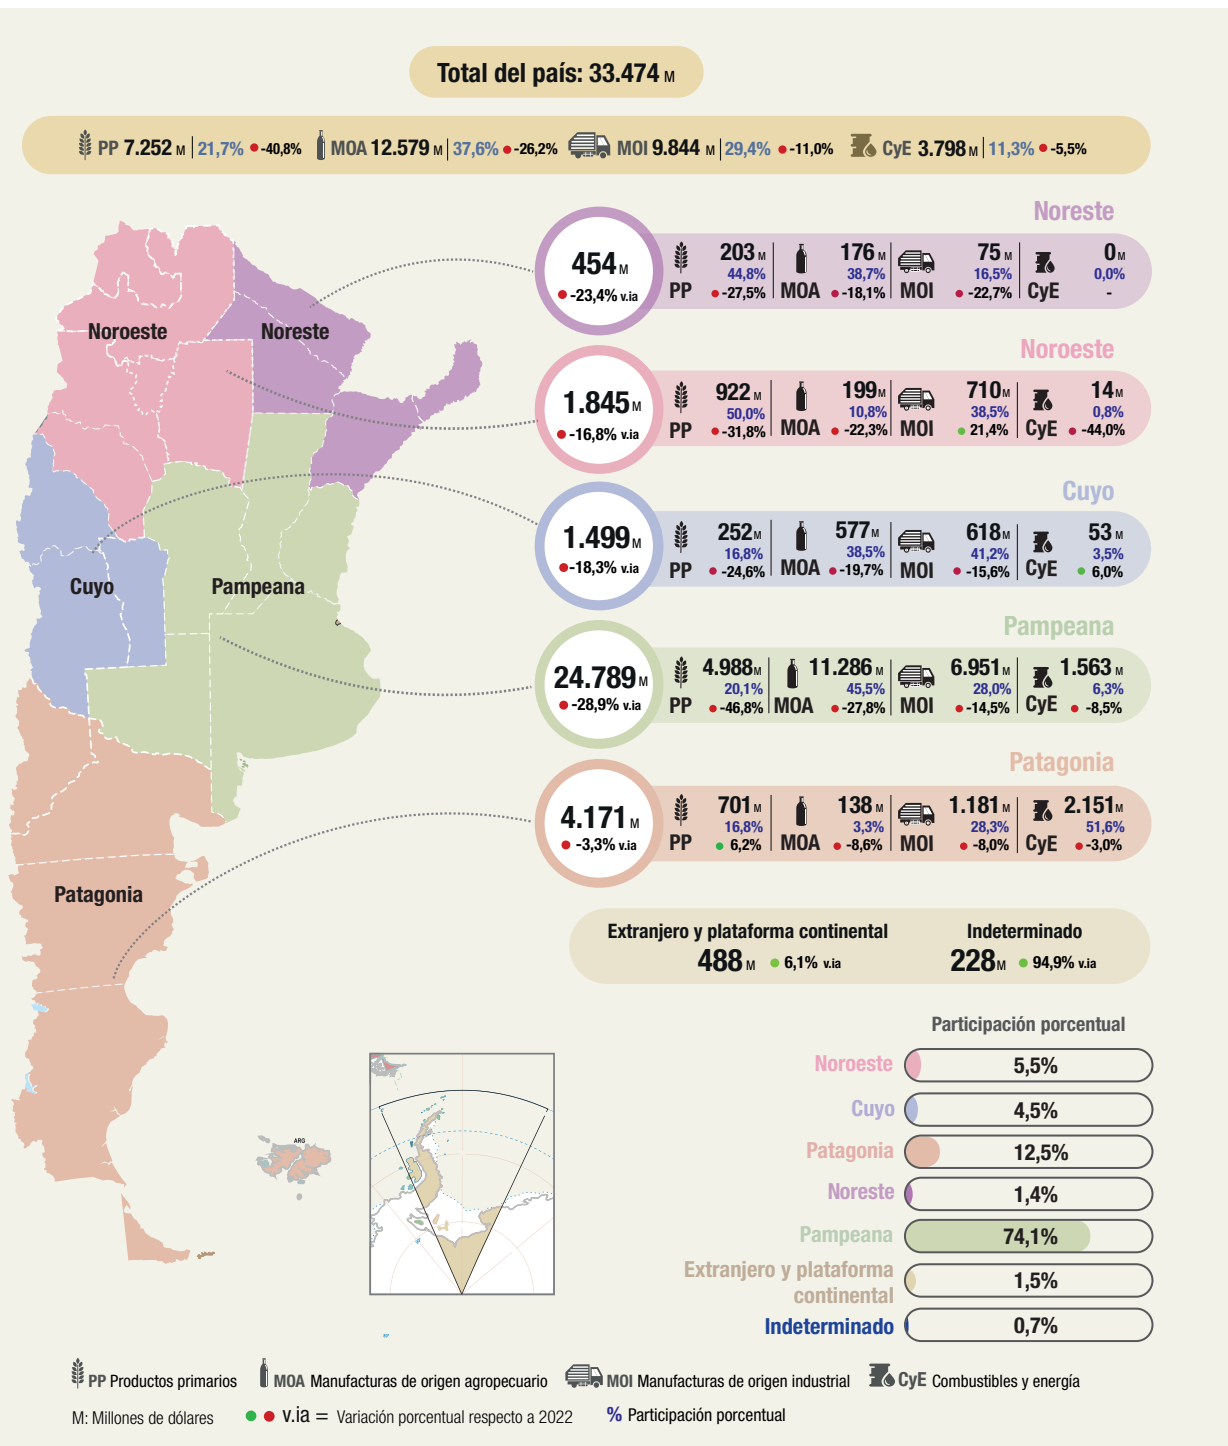 Total del país: 33.474 M
PP 7.252 M 21,7% -40,8% MOA 12.579 M 37,6% -26,2% MOI 9.844 M 29,4% -11,0% CyE 3.798 M 11,3% -5,5%
Noreste
454 M
-23,4% v.ia
203 M 176 M 75 M 0 M
44,8% 38,7% 16,5% 0,0%
PP -27,5% MOA -18,1% MOI -22,7% CyE -
Noroeste
1.845 M
-16,8% v.ia
922 M 199 M 710 M 14 M
50,0% 10,8% 38,5% 0,8%
PP -31,8% MOA -22,3% MOI 21,4% CyE -44,0%
Cuyo
1.499 M
-18,3% v.ia
252 M 577 M 618 M 53 M
16,8% 38,5% 41,2% 3,5%
PP -24,6% MOA -19,7% MOI -15,6% CyE 6,0%
Pampeana
24.789 M
-28,9% v.ia
4.988 M 11.286 M 6.951 M 1.563 M
20,1% 45,5% 28,0% 6,3%
PP -46,8% MOA -27,8% MOI -14,5% CyE -8,5%
Patagonia
4.171 M
-3,3% v.ia
701 M 138 M 1.181 M 2.151 M
16,8% 3,3% 28,3% 51,6%
PP 6,2% MOA -8,6% MOI -8,0% CyE -3,0%
Noroeste
Noreste
Cuyo
Pampeana
Patagonia
ARG
Extranjero y plataforma continental
488 M 6,1% v.ia
Indeterminado
228 M 94,9% v.ia
Participación porcentual
Noroeste 5,5%
Cuyo 4,5%
Patagonia 12,5%
Noreste 1,4%
Pampeana 74,1%
Extranjero y plataforma
continental 1,5%
Indeterminado 0,7%
PP Productos primarios MOA Manufacturas de origen agropecuario MOI Manufacturas de origen industrial CyE Combustibles y energía
M: Millones de dólares v.ia = Variación porcentual respecto a 2022 % Participación porcentual